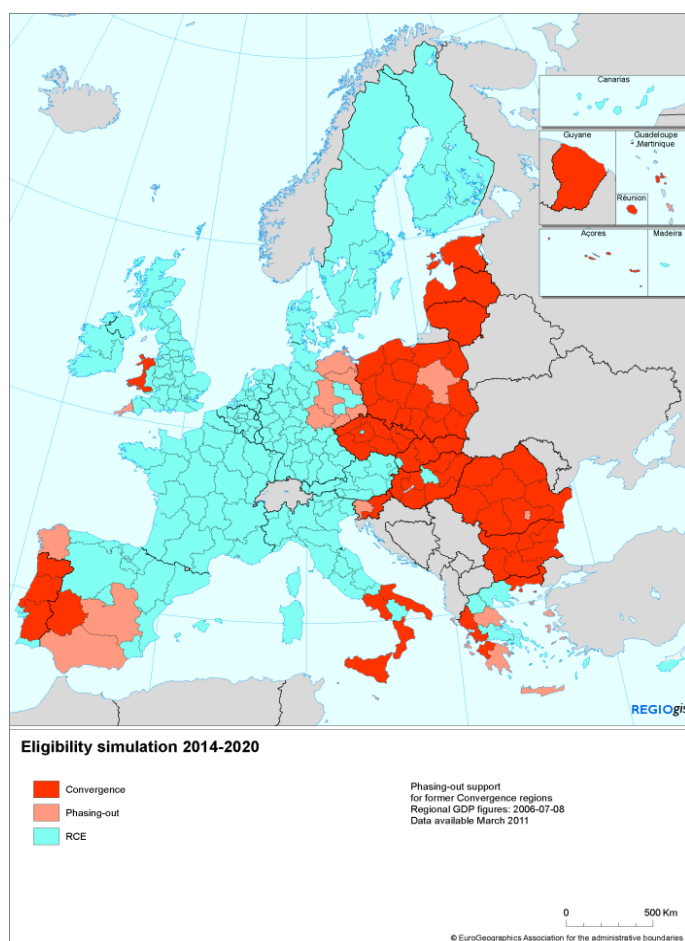 Canarias
Guyane
Guadeloupe
Martinique
Réunion
Açores
Madeira
REGIOgis
Eligibility simulation 2014-2020
Convergence
Phasing-out
RCE
Phasing-out support
for former Convergence regions
Regional GDP figures: 2006-07-08
Data available March 2011
0 500 Km
© EuroGeographics Association for the administrative boundaries